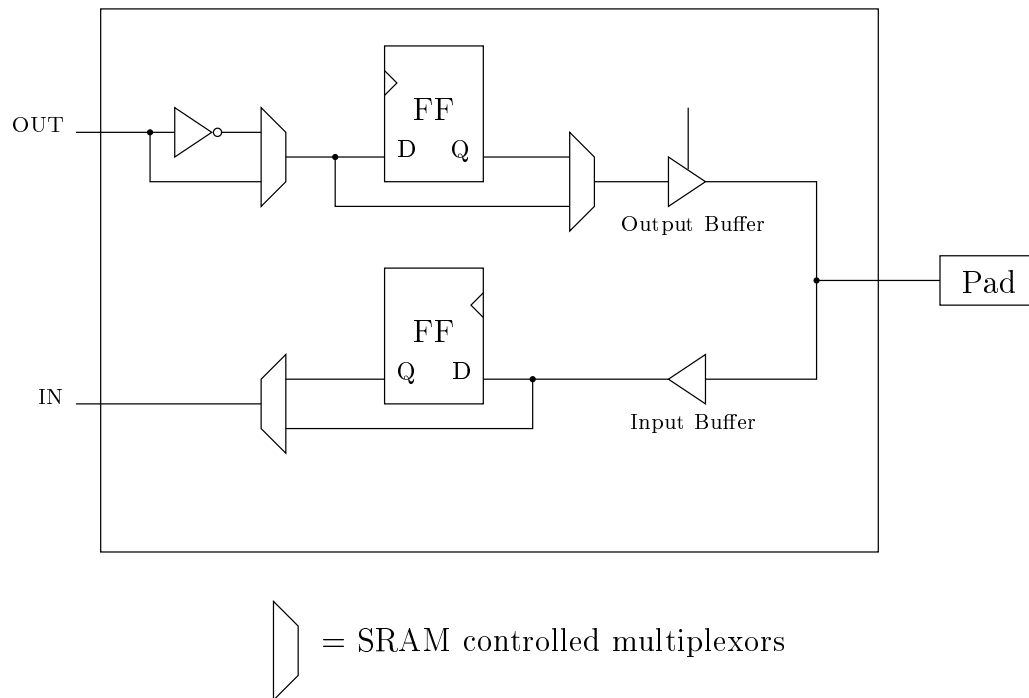 OUT
FF
D Q
Output Buffer
Pad
FF
Q D
IN
Input Buffer
= SRAM controlled multiplexors